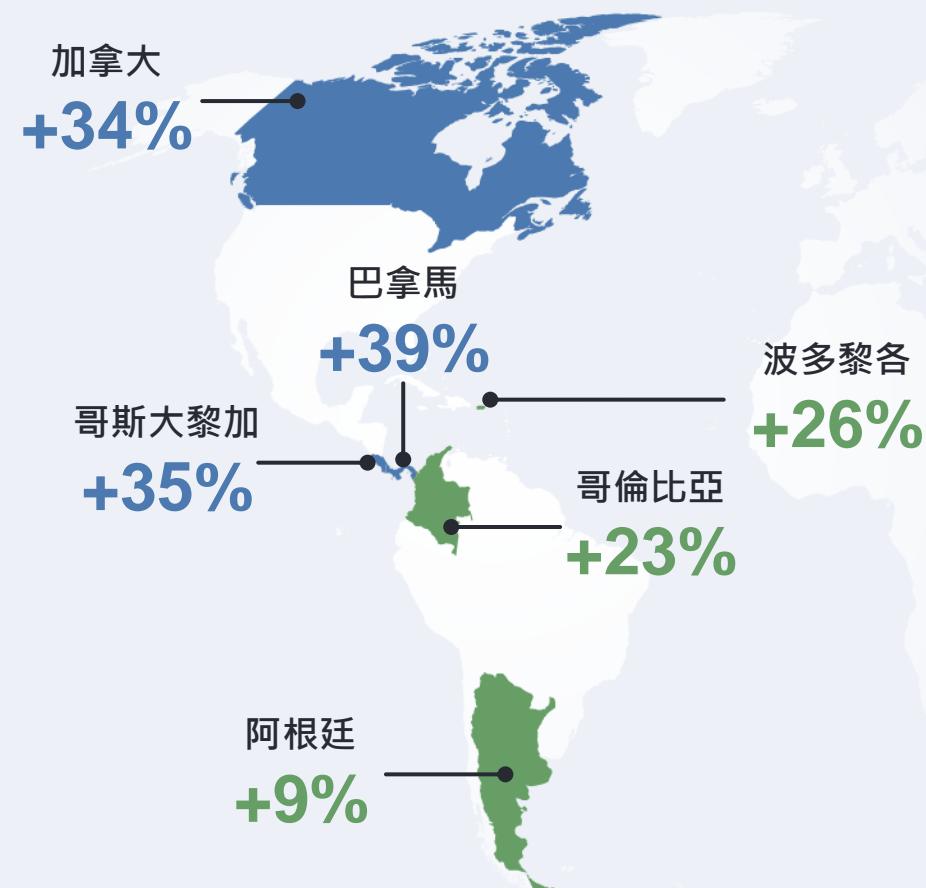 加拿大
+34%
巴拿馬
+39%
波多黎各
+26%
哥斯大黎加
+35%
哥倫比亞
+23%
阿根廷
+9%